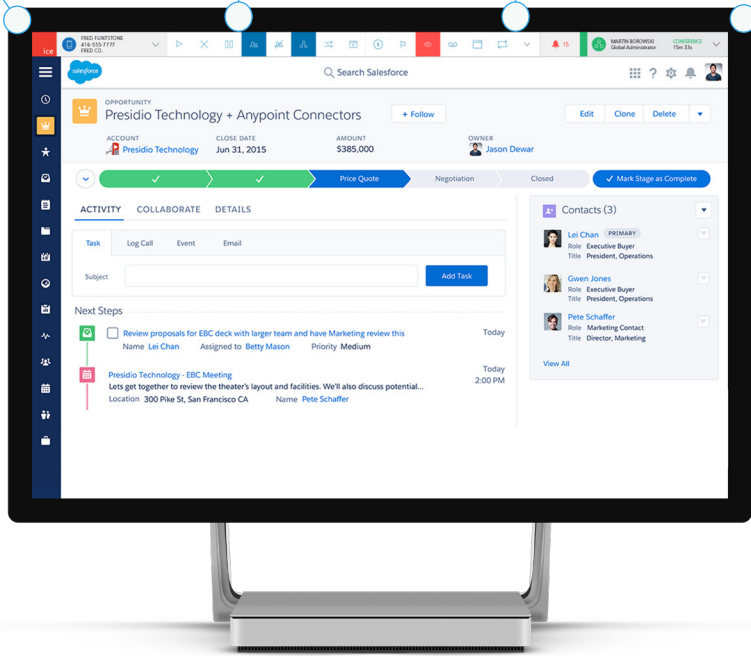 ice
FRED FLINTSTONE
416-555-7777
FRED CO.
15
MARTIN BOROWSKI
Global Administrator
CONFERENCE
15m 33s
salesforce
Search Salesforce
?
OPPORTUNITY
Presidio Technology + Anypoint Connectors
+ Follow
Edit
Clone
Delete
ACCOUNT
CLOSE DATE
AMOUNT
OWNER
Presidio Technology
Jun 31, 2015
$385,000
Jason Dewar
Price Quote
Negotiation
Closed
Mark Stage as Complete
ACTIVITY
COLLABORATE
DETAILS
Task
Log Call
Event
Email
Subject
Add Task
Next Steps
Review proposals for EBC deck with larger team and have Marketing review this
Today
Name Lei Chan Assigned to Betty Mason Priority Medium
Presidio Technology - EBC Meeting
Today
2:00 PM
Lets get together to review the theater's layout and facilities. We'll also discuss potential...
Location 300 Pike St, San Francisco CA Name Pete Schaffer
Contacts (3)
Lei Chan PRIMARY
Role Executive Buyer
Title President, Operations
Gwen Jones
Role Executive Buyer
Title President, Operations
Pete Schaffer
Role Marketing Contact
Title Director, Marketing
View All